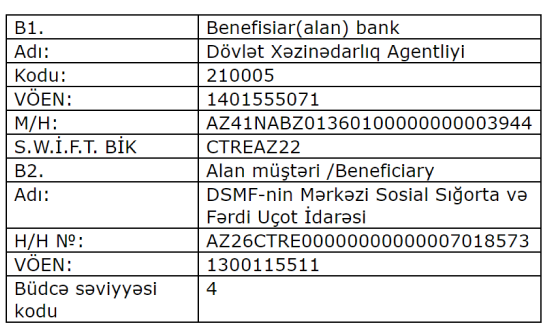 B1. Benefisiar(alan) bank
Adı: Dövlət Xəzinədarlıq Agentliyi
Kodu: 210005
VÖEN: 1401555071
M/H: AZ41NABZ01360100000000003944
S.W.İ.F.T. BİK CTREAZ22
B2. Alan müştəri /Beneficiary
Adı: DSMF-nin Mərkəzi Sosial Sığorta və
Fərdi Uçot İdarəsi
H/H №: AZ26CTRE00000000000007018573
VÖEN: 1300115511
Büdcə səviyyəsi 4
kodu